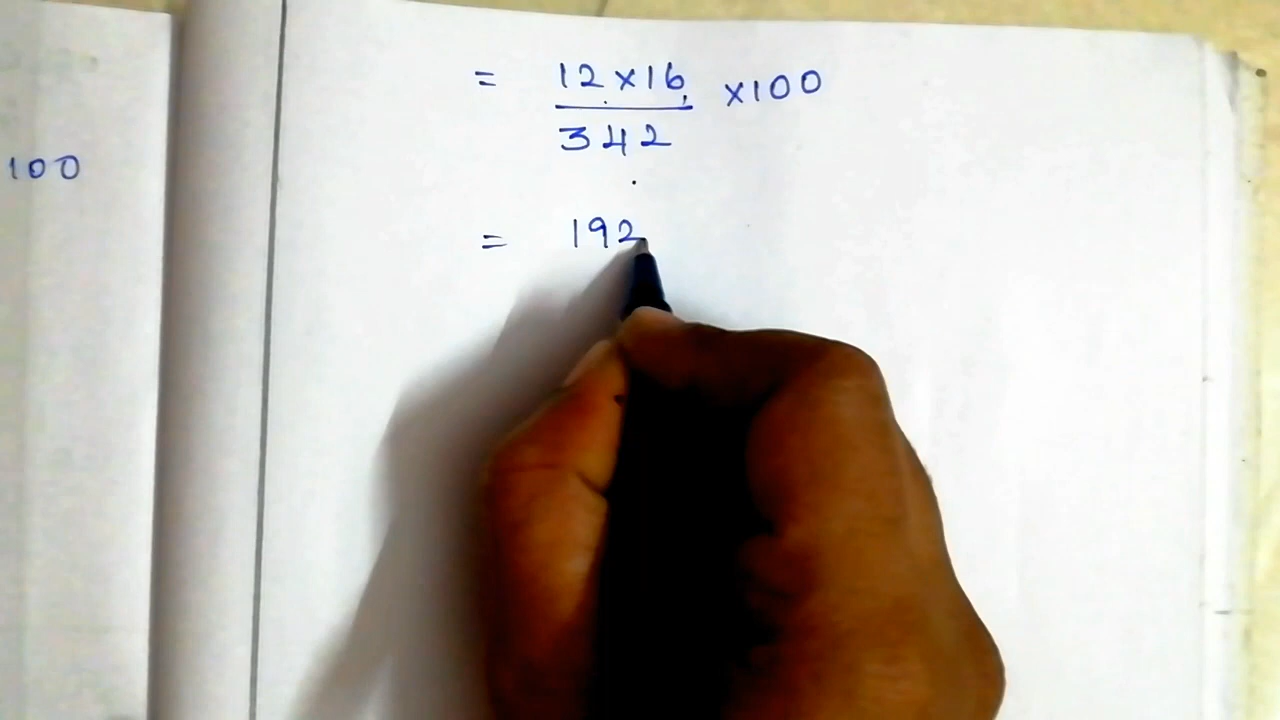 100
= 12 x 16 x 100
342
= 192